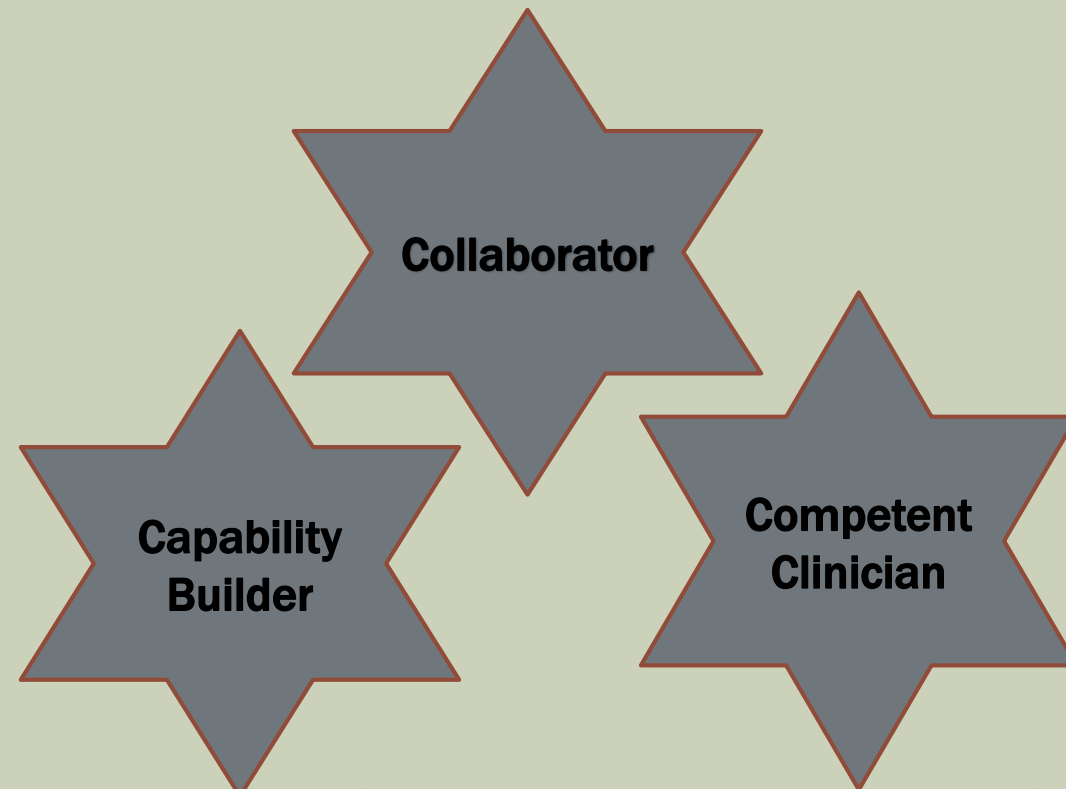 Collaborator
Capability
Builder
Competent
Clinician